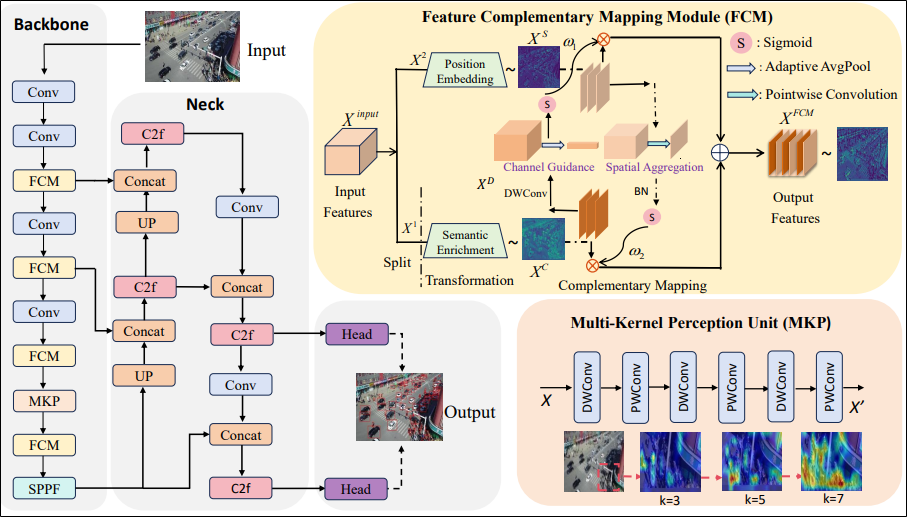 Backbone
Input
Conv
Conv
FCM
Conv
FCM
Conv
FCM
MKP
FCM
SPPF
Neck
C2f
Concat
UP
C2f
Concat
UP
Conv
Concat
C2f
Conv
Concat
C2f
Head
Output
Head
Feature Complementary Mapping Module (FCM)
X^input
Input
Features
X^2
Position
Embedding
~
X^S
ω₁
S
Channel Guidance
Spatial Aggregation
X^D
DWConv
BN
S
X^1
Split
Semantic
Enrichment
~
X^C
ω₂
Transformation
Complementary Mapping
S : Sigmoid
: Adaptive AvgPool
: Pointwise Convolution
X^FCM
~
Output
Features
Multi-Kernel Perception Unit (MKP)
X
DWConv
PWConv
DWConv
PWConv
DWConv
PWConv
X'
k=3
k=5
k=7